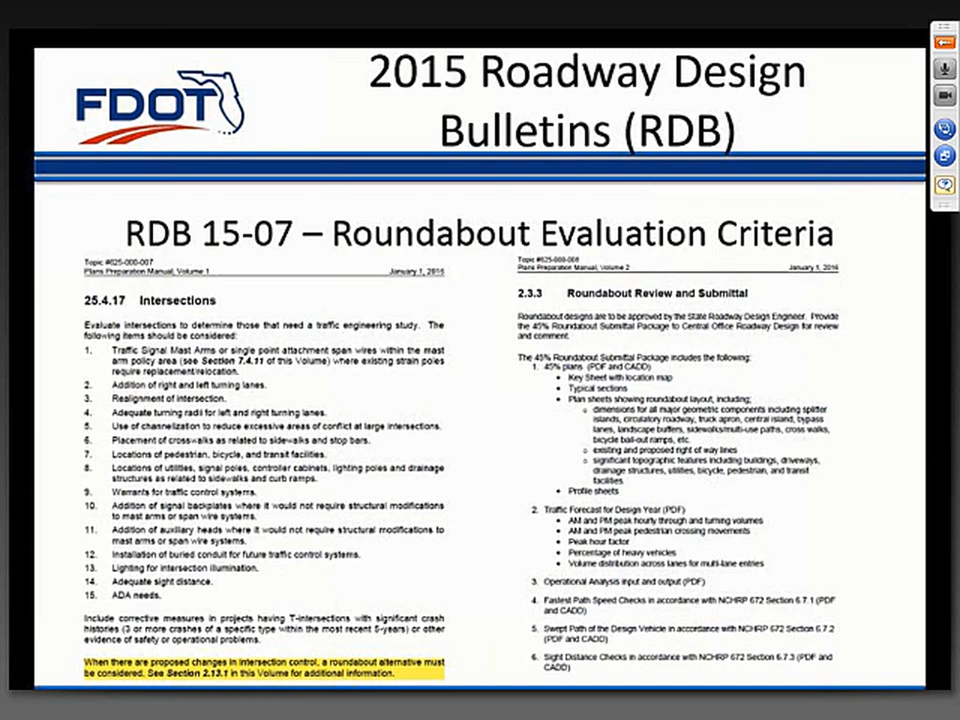 FDOT
2015 Roadway Design
Bulletins (RDB)
RDB 15-07 – Roundabout Evaluation Criteria
Topic #625-000-007
Plans Preparation Manual, Volume 1 January 1, 2016
25.4.17 Intersections
Evaluate intersections to determine those that need a traffic engineering study. The
following items should be considered:
1. Traffic Signal Mast Arms or single point attachment span wires within the mast
arm policy area (see Section 7.4.11 of this Volume) where existing strain poles
require replacement/relocation.
2. Addition of right and left turning lanes.
3. Realignment of intersection.
4. Adequate turning radii for left and right turning lanes.
5. Use of channelization to reduce excessive areas of conflict at large intersections.
6. Placement of crosswalks as related to sidewalks and stop bars.
7. Locations of pedestrian, bicycle, and transit facilities.
8. Locations of utilities, signal poles, controller cabinets, lighting poles and drainage
structures as related to sidewalks and curb ramps.
9. Warrants for traffic control systems.
10. Addition of signal backplates where it would not require structural modifications
to mast arms or span wire systems.
11. Addition of auxiliary heads where it would not require structural modifications to
mast arms or span wire systems.
12. Installation of buried conduit for future traffic control systems.
13. Lighting for intersection illumination.
14. Adequate sight distance.
15. ADA needs.
Include corrective measures in projects having T-intersections with significant crash
histories (3 or more crashes of a specific type within the most recent 5-years) or other
evidence of safety or operational problems.
When there are proposed changes in intersection control, a roundabout alternative must
be considered. See Section 2.13.1 in this Volume for additional information.
Topic #625-000-008
Plans Preparation Manual, Volume 2 January 1, 2016
2.3.3 Roundabout Review and Submittal
Roundabout designs are to be approved by the State Roadway Design Engineer. Provide
the 45% Roundabout Submittal Package to Central Office Roadway Design for review
and comment.
The 45% Roundabout Submittal Package includes the following:
1. 45% plans (PDF and CADD)
• Key Sheet with location map
• Typical sections
• Plan sheets showing roundabout layout, including;
o dimensions for all major geometric components including splitter
islands, circulatory roadway, truck apron, central island, bypass
lanes, landscape buffers, sidewalks/multi-use paths, cross walks,
bicycle bail-out ramps, etc.
o existing and proposed right of way lines
o significant topographic features including buildings, driveways,
drainage structures, utilities, bicycle, pedestrian, and transit
facilities
• Profile sheets
2. Traffic Forecast for Design Year (PDF)
• AM and PM peak hourly through and turning volumes
• AM and PM peak pedestrian crossing movements
• Peak hour factor
• Percentage of heavy vehicles
• Volume distribution across lanes for multi-lane entries
3. Operational Analysis input and output (PDF)
4. Fastest Path Speed Checks in accordance with NCHRP 672 Section 6.7.1 (PDF
and CADD)
5. Swept Path of the Design Vehicle in accordance with NCHRP 672 Section 6.7.2
(PDF and CADD)
6. Sight Distance Checks in accordance with NCHRP 672 Section 6.7.3 (PDF and
CADD)